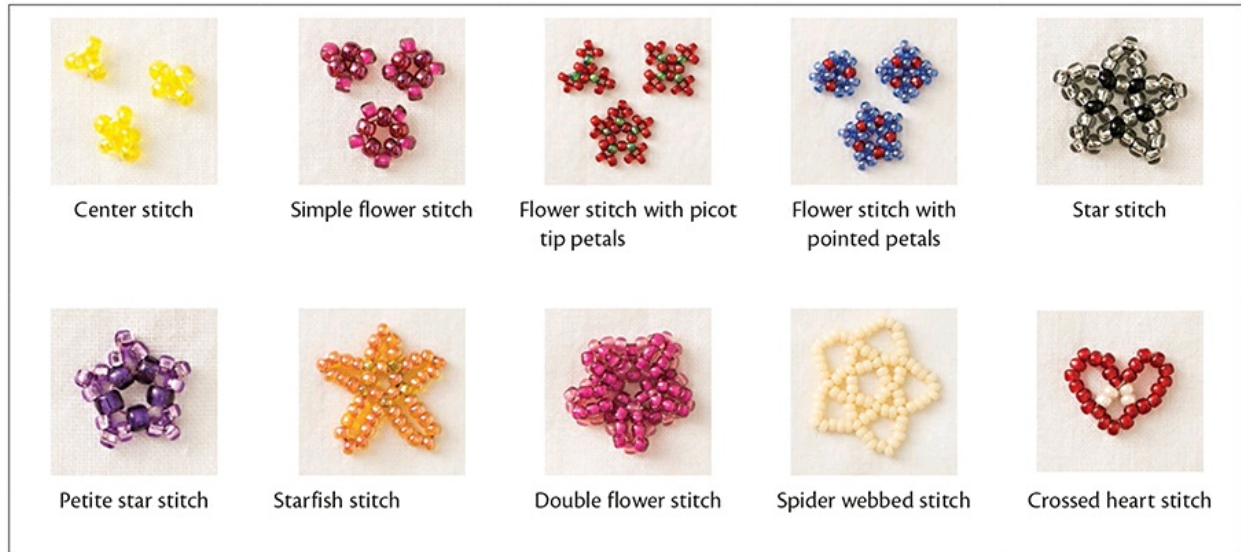 Center stitch
Simple flower stitch
Flower stitch with picot
tip petals
Flower stitch with
pointed petals
Star stitch
Petite star stitch
Starfish stitch
Double flower stitch
Spider webbed stitch
Crossed heart stitch